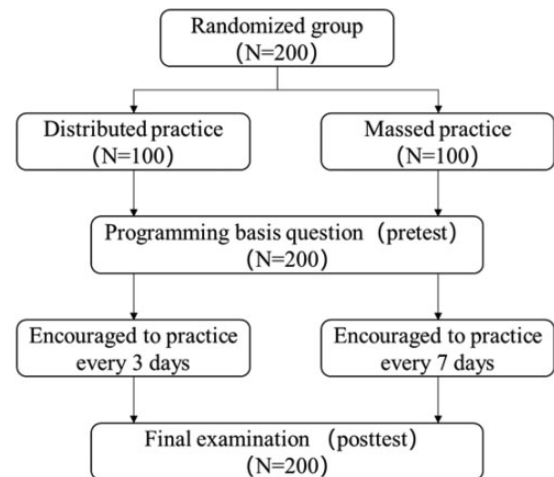 Randomized group
(N=200)
Distributed practice
(N=100)
Massed practice
(N=100)
Programming basis question (pretest)
(N=200)
Encouraged to practice
every 3 days
Encouraged to practice
every 7 days
Final examination (posttest)
(N=200)